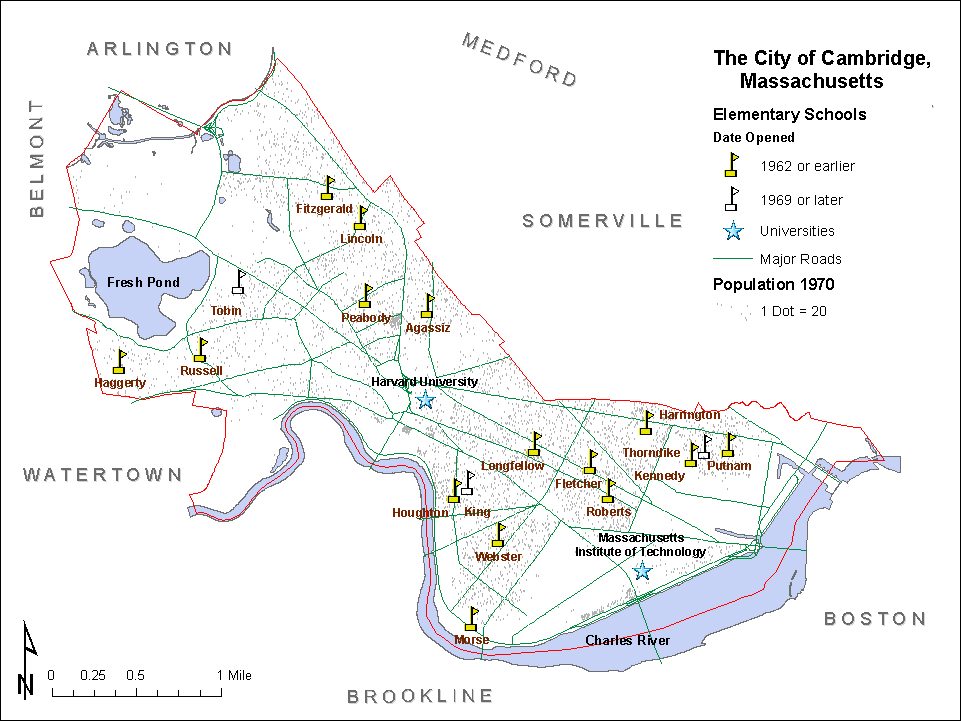 ARLINGTON
MEDFORD
BELMONT
SOMERVILLE
WATERTOWN
BOSTON
BROOKLINE
The City of Cambridge,
Massachusetts
Elementary Schools
Date Opened
1962 or earlier
1969 or later
Universities
Major Roads
Population 1970
1 Dot = 20
Fitzgerald
Lincoln
Fresh Pond
Tobin
Peabody
Agassiz
Russell
Haggerty
Harvard University
Harrington
Thorndike
Putnam
Longfellow
Kennedy
Fletcher
Houghton
King
Roberts
Massachusetts
Institute of Technology
Webster
Morse
Charles River
N
0 0.25 0.5 1 Mile